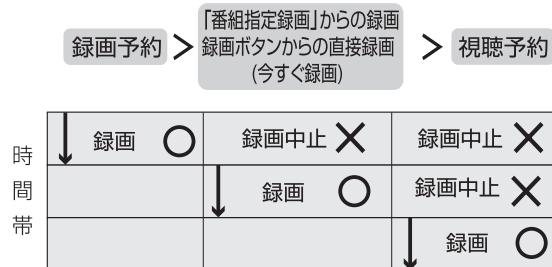 「番組指定録画」からの録画
録画予約 > 録画ボタンからの直接録画 > 視聴予約
(今すぐ録画)
録画 ○ 録画中止 × 録画中止 ×
録画 ○ 録画中止 ×
録画 ○
時間帯